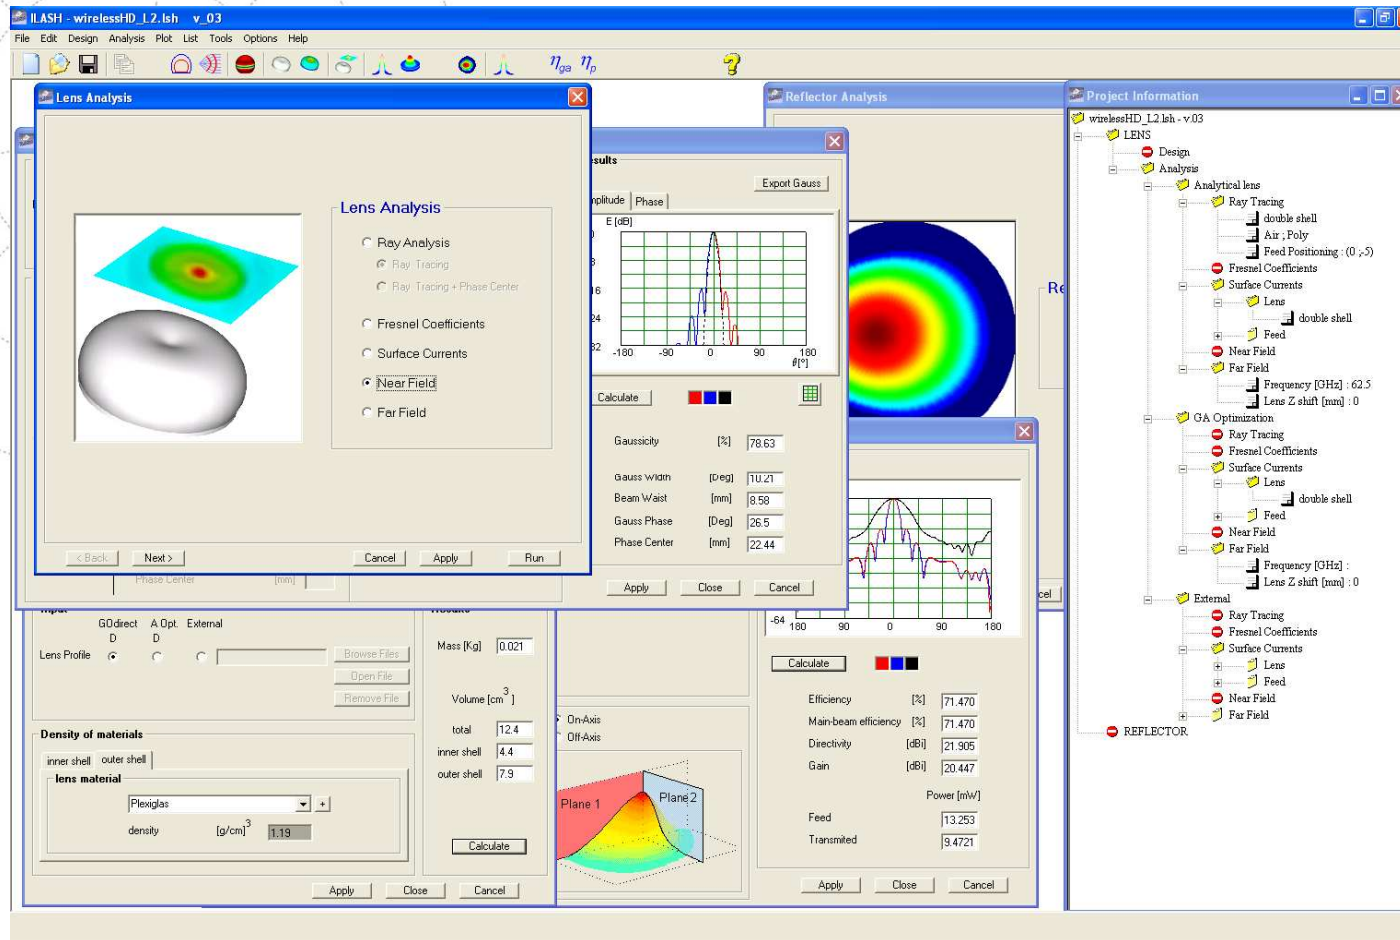 ILASH - wirelessHD_L2.lsh v_03
File Edit Design Analysis Plot List Tools Options Help
ηga ηp
Lens Analysis
Lens Analysis
Ray Analysis
Ray Tracing
Ray Tracing + Phase Center
Fresnel Coefficients
Surface Currents
Near Field
Far Field
< Back Next > Cancel Apply Run
Export Gauss
Phase
E [dB]
24
-180 -90 0 90 180
θ[º]
Calculate
Gaussicity [%] 78.63
Gauss Width [Deg] 10.21
Beam Waist [mm] 8.58
Gauss Phase [Deg] 26.5
Phase Center [mm] 22.44
Phase Center [mm]
Apply Close Cancel
Reflector Analysis
Re
Input
GOdirect A Opt. External
D D
Lens Profile
Browse Files
Open File
Remove File
Density of materials
inner shell outer shell
lens material
Plexiglas +
density [g/cm]3 1.19
Results
Mass [Kg] 0.021
Volume [cm3]
total 12.4
inner shell 4.4
outer shell 7.9
Calculate
Apply Close Cancel
On-Axis
Off-Axis
Plane 1 Plane 2
-64
180 90 0 90 180
Calculate
Efficiency [%] 71.470
Main-beam efficiency [%] 71.470
Directivity [dBi] 21.905
Gain [dBi] 20.447
Power [mW]
Feed 13.253
Transmited 9.4721
Apply Close Cancel
Project Information
wirelessHD_L2.lsh - v.03
LENS
Design
Analysis
Analytical lens
Ray Tracing
double shell
Air ; Poly
Feed Positioning : (0 ;-5)
Fresnel Coefficients
Surface Currents
Lens
double shell
Feed
Near Field
Far Field
Frequency [GHz] : 62.5
Lens Z shift [mm] : 0
GA Optimization
Ray Tracing
Fresnel Coefficients
Surface Currents
Lens
double shell
Feed
Near Field
Far Field
Frequency [GHz] :
Lens Z shift [mm] : 0
External
Ray Tracing
Fresnel Coefficients
Surface Currents
Lens
Feed
Near Field
Far Field
REFLECTOR